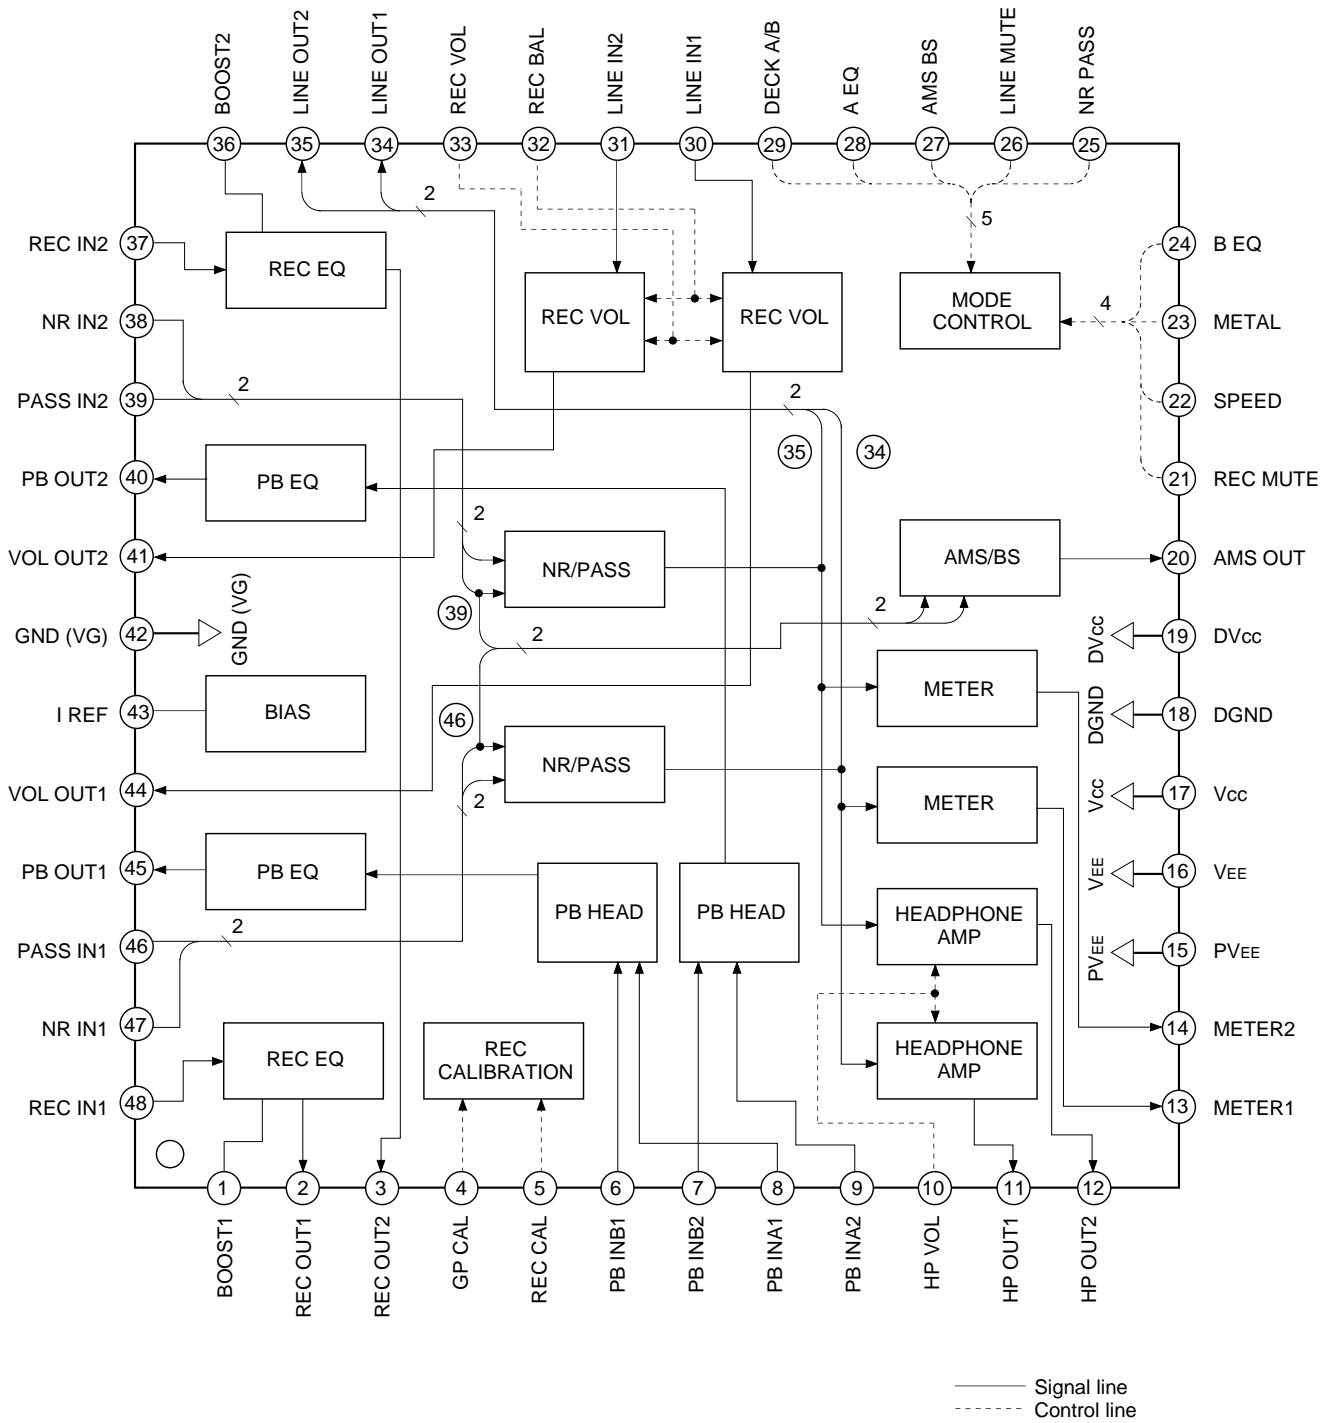 BOOST2
LINE OUT2
LINE OUT1
REC VOL
REC BAL
LINE IN2
LINE IN1
DECK A/B
A EQ
AMS BS
LINE MUTE
NR PASS
36
35
34
33
32
31
30
29
28
27
26
25
2
5
REC IN2
37
REC EQ
24
B EQ
NR IN2
38
REC VOL
REC VOL
MODE
CONTROL
4
23
METAL
PASS IN2
39
2
2
22
SPEED
35
34
PB OUT2
40
PB EQ
21
REC MUTE
2
VOL OUT2
41
NR/PASS
AMS/BS
20
AMS OUT
39
2
2
GND (VG)
42
GND (VG)
DVcc
19
DVcc
I REF
43
BIAS
46
METER
DGND
18
DGND
VOL OUT1
44
NR/PASS
2
METER
Vcc
17
Vcc
PB OUT1
45
PB EQ
PB HEAD
PB HEAD
HEADPHONE
AMP
VEE
16
VEE
PASS IN1
46
2
PVEE
15
PVEE
NR IN1
47
REC EQ
REC
CALIBRATION
HEADPHONE
AMP
14
METER2
REC IN1
48
13
METER1
1
2
3
4
5
6
7
8
9
10
11
12
BOOST1
REC OUT1
REC OUT2
GP CAL
REC CAL
PB INB1
PB INB2
PB INA1
PB INA2
HP VOL
HP OUT1
HP OUT2
Signal line
Control line